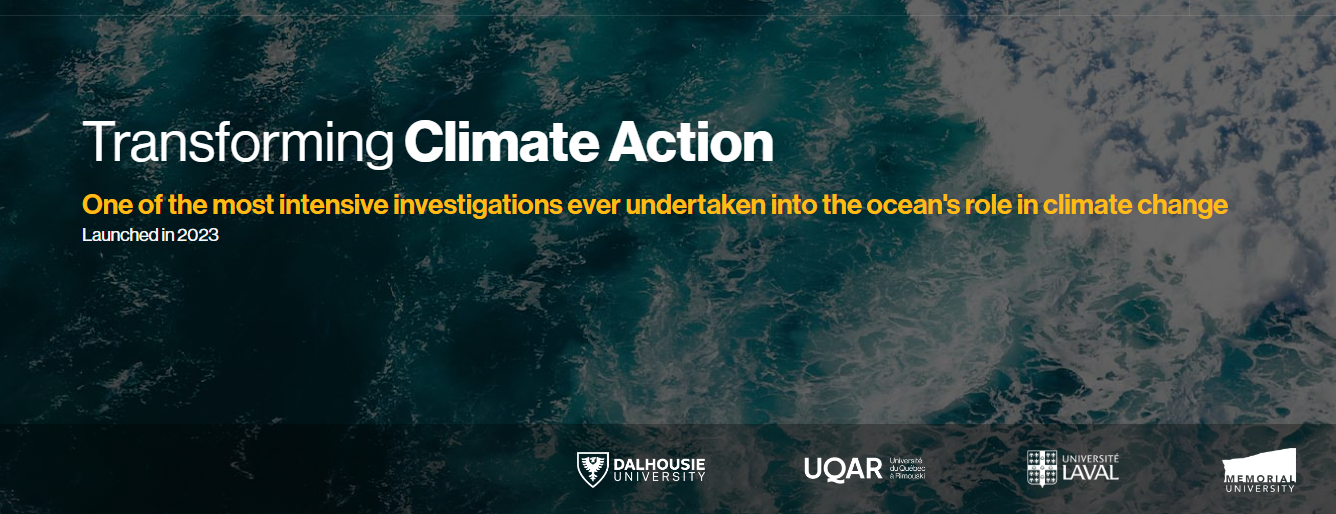 Transforming Climate Action
One of the most intensive investigations ever undertaken into the ocean's role in climate change
Launched in 2023
DALHOUSIE
UNIVERSITY
UQAR
Université
du Québec
à Rimouski
UNIVERSITÉ
LAVAL
MEMORIAL
UNIVERSITY